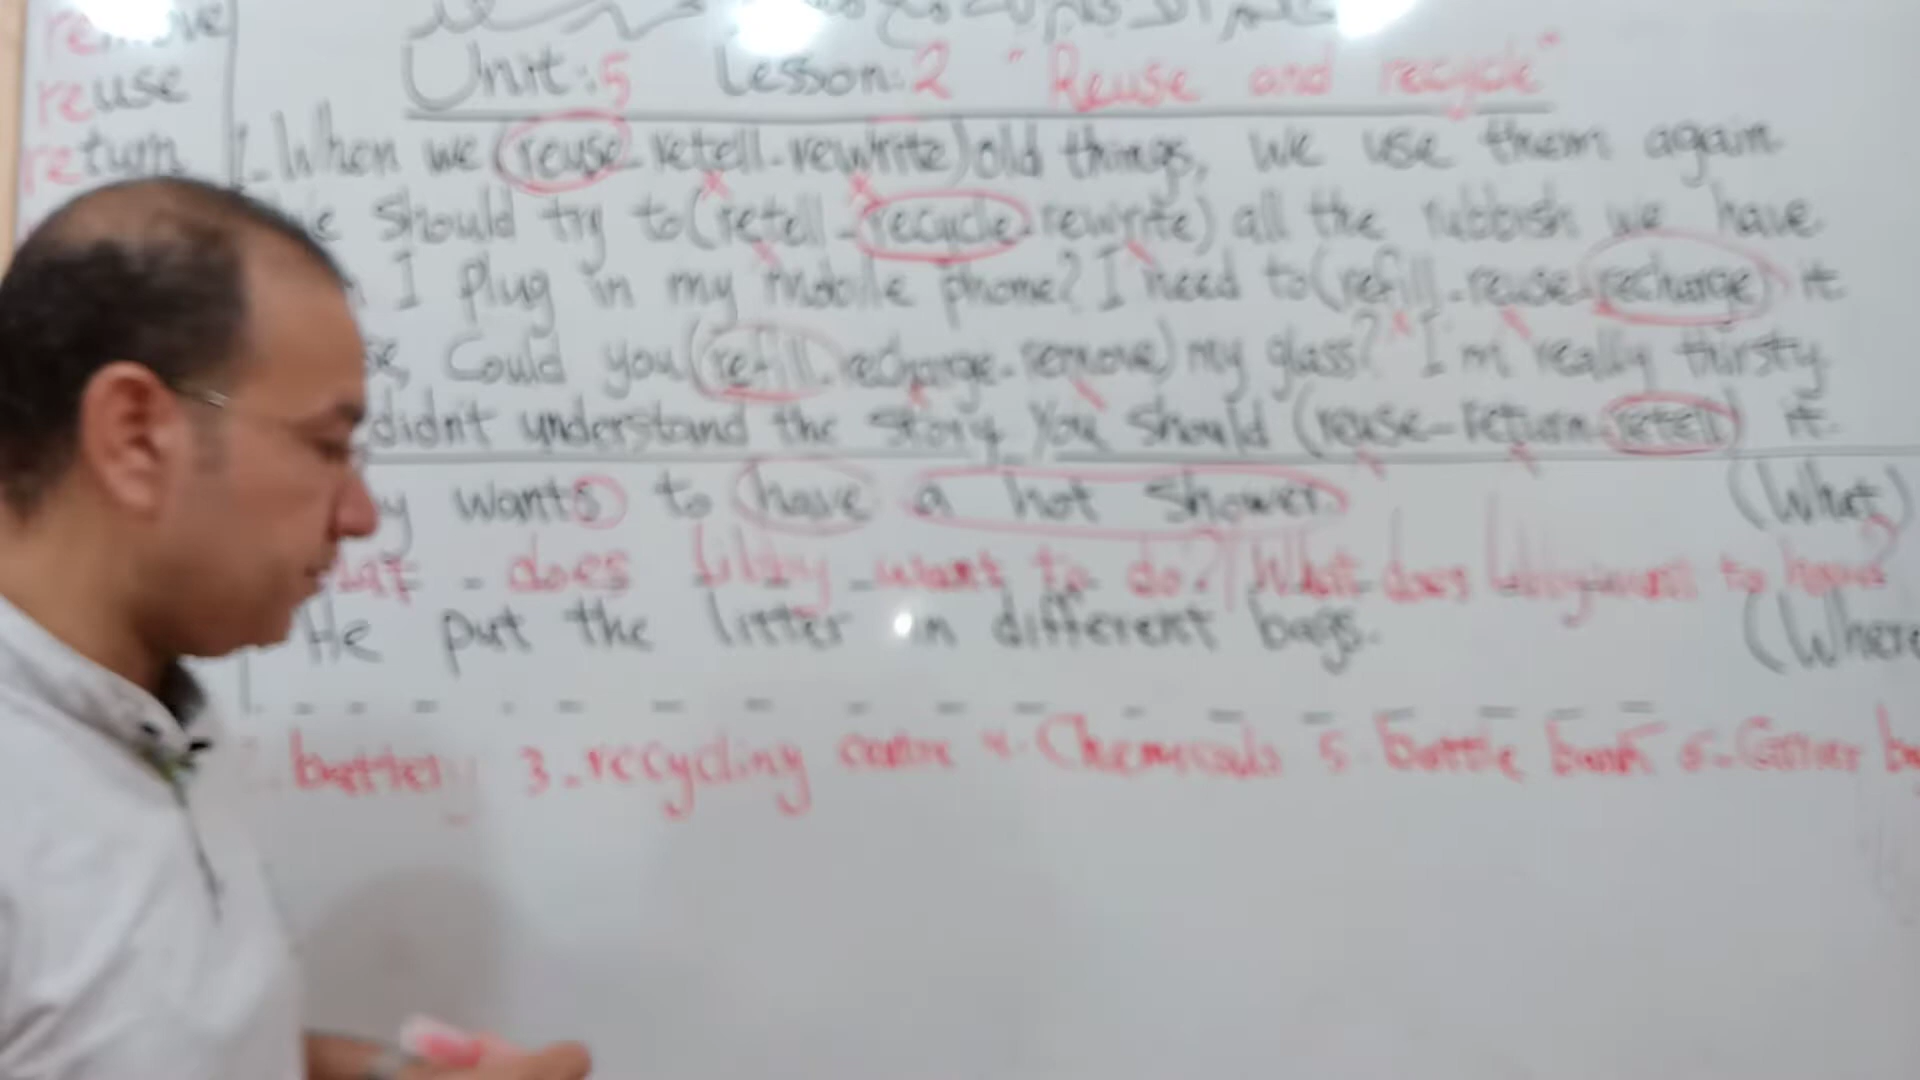 remove
reuse
return
Unit:5 Lesson:2 "Reuse and recycle"
1-When we (reuse-retell-rewrite) old things, we use them again
should try to (retell-recycle-rewrite) all the rubbish we have
I plug in my mobile phone? I need to (refill-reuse-recharge) it
Could you (refill-recharge-remove) my glass? I'm really thirsty
didn't understand the story. You should (reuse-return-retell) it.
wants to have a hot shower. (What)
does want to do? / What does to have?
He put the litter in different bags. (Where
battery 3-recycling centre 4-Chemicals 5-bottle bank 6-